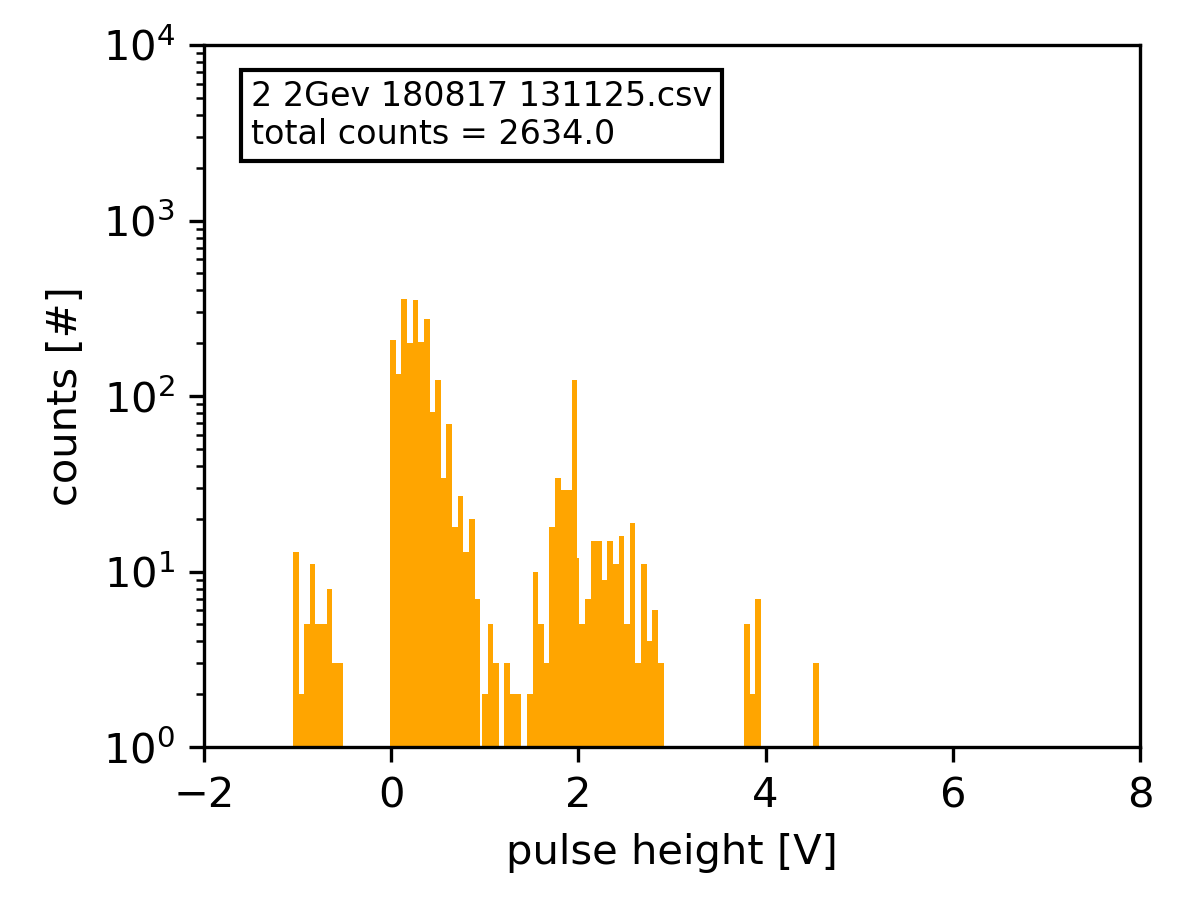 10⁴
2 2Gev 180817 131125.csv
total counts = 2634.0
10³
counts [#]
10²
10¹
10⁰
−2 0 2 4 6 8
pulse height [V]